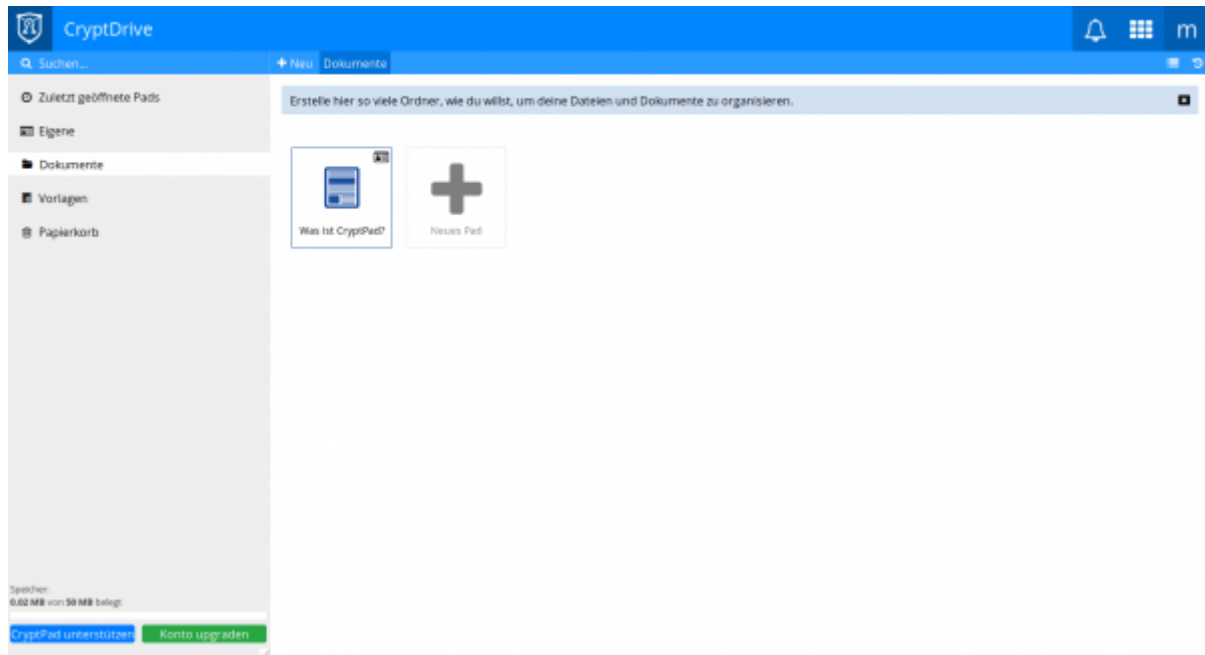 CryptDrive
m
Suchen...
Neu Dokumente
Zuletzt geöffnete Pads
Eigene
Dokumente
Vorlagen
Papierkorb
Erstelle hier so viele Ordner, wie du willst, um deine Dateien und Dokumente zu organisieren.
Was ist CryptPad?
Neues Pad
Speicher:
0.02 MB von 50 MB belegt
CryptPad unterstützen
Konto upgraden